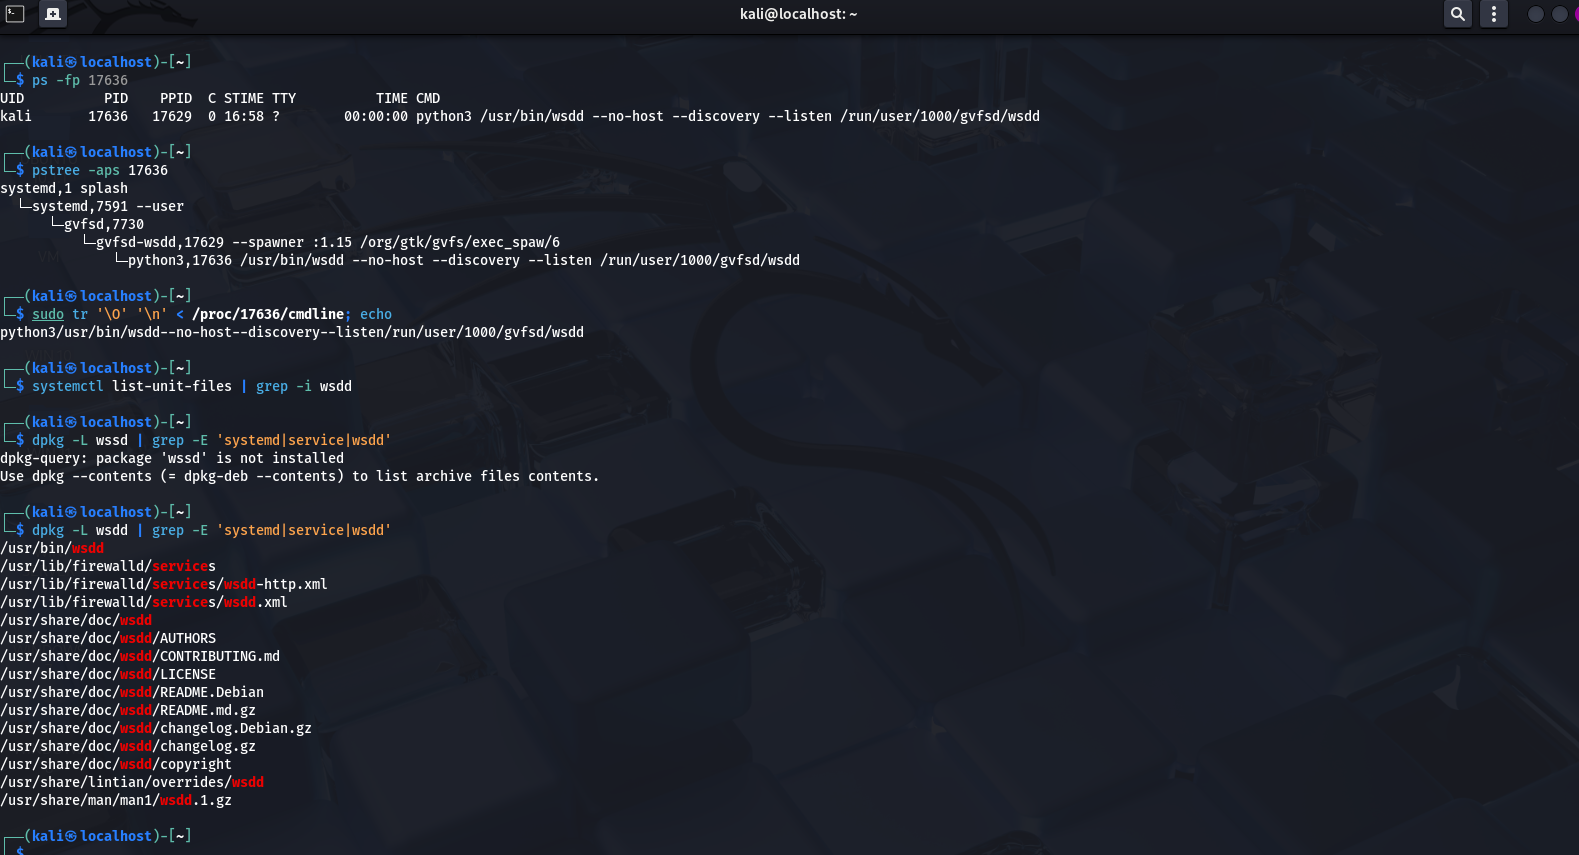 kali@localhost: ~
┌──(kali㉿localhost)-[~]
└─$ ps -fp 17636
UID          PID    PPID  C STIME TTY          TIME CMD
kali       17636   17629  0 16:58 ?        00:00:00 python3 /usr/bin/wsdd --no-host --discovery --listen /run/user/1000/gvfsd/wsdd
┌──(kali㉿localhost)-[~]
└─$ pstree -aps 17636
systemd,1 splash
  └─systemd,7591 --user
      └─gvfsd,7730
          └─gvfsd-wsdd,17629 --spawner :1.15 /org/gtk/gvfs/exec_spaw/6
              └─python3,17636 /usr/bin/wsdd --no-host --discovery --listen /run/user/1000/gvfsd/wsdd
┌──(kali㉿localhost)-[~]
└─$ sudo tr '\O' '\n' < /proc/17636/cmdline; echo
python3/usr/bin/wsdd--no-host--discovery--listen/run/user/1000/gvfsd/wsdd
┌──(kali㉿localhost)-[~]
└─$ systemctl list-unit-files | grep -i wsdd
┌──(kali㉿localhost)-[~]
└─$ dpkg -L wssd | grep -E 'systemd|service|wsdd'
dpkg-query: package 'wssd' is not installed
Use dpkg --contents (= dpkg-deb --contents) to list archive files contents.
┌──(kali㉿localhost)-[~]
└─$ dpkg -L wsdd | grep -E 'systemd|service|wsdd'
/usr/bin/wsdd
/usr/lib/firewalld/services
/usr/lib/firewalld/services/wsdd-http.xml
/usr/lib/firewalld/services/wsdd.xml
/usr/share/doc/wsdd
/usr/share/doc/wsdd/AUTHORS
/usr/share/doc/wsdd/CONTRIBUTING.md
/usr/share/doc/wsdd/LICENSE
/usr/share/doc/wsdd/README.Debian
/usr/share/doc/wsdd/README.md.gz
/usr/share/doc/wsdd/changelog.Debian.gz
/usr/share/doc/wsdd/changelog.gz
/usr/share/doc/wsdd/copyright
/usr/share/lintian/overrides/wsdd
/usr/share/man/man1/wsdd.1.gz
┌──(kali㉿localhost)-[~]
└─$